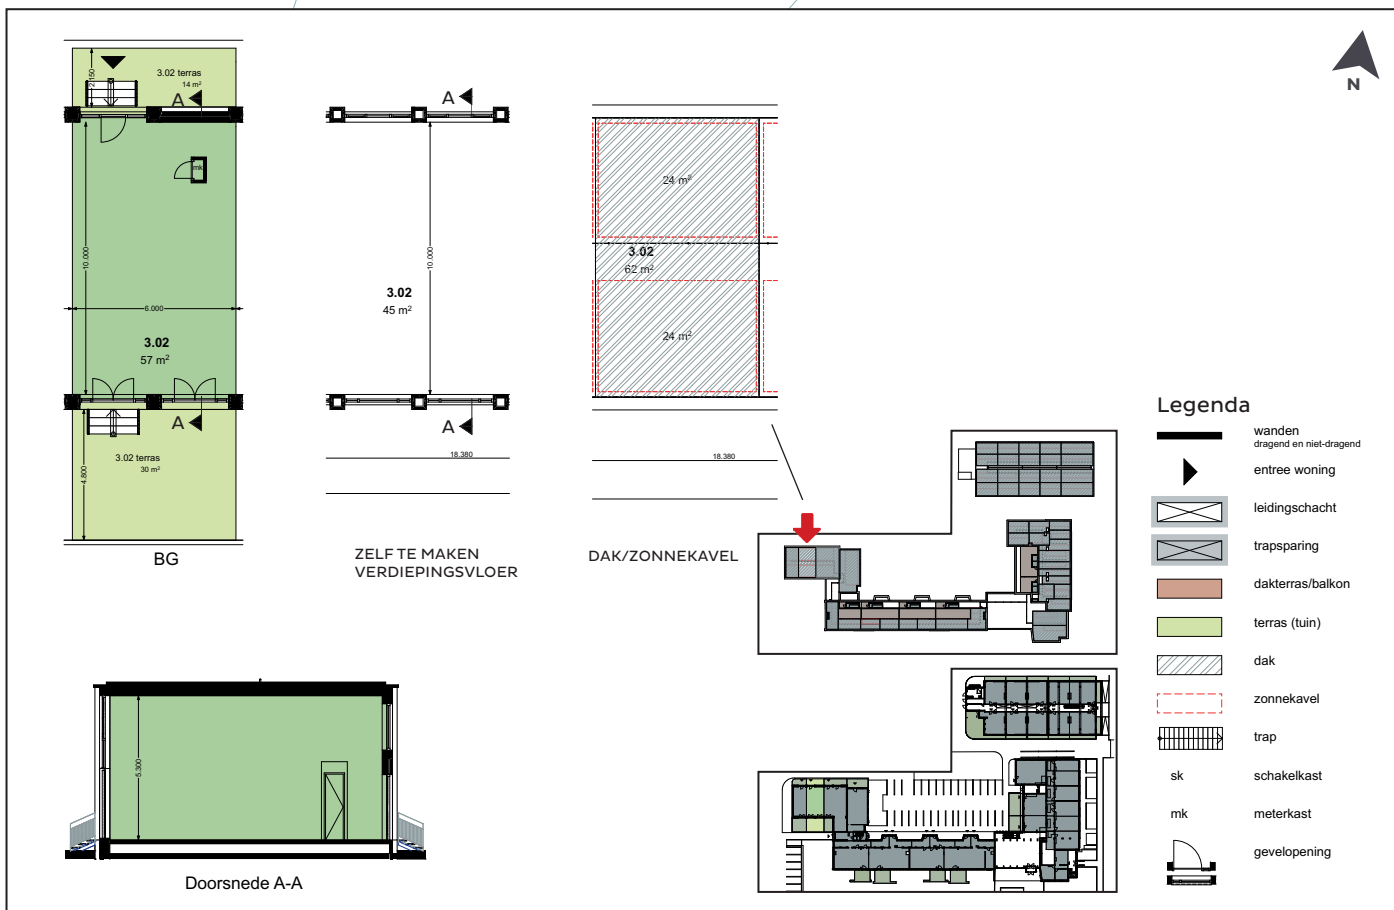 N
2.150
3.02 terras
14 m²
A
mk
10.000
6.000
3.02
57 m²
A
3.02 terras
30 m²
4.800
BG
A
10.000
3.02
45 m²
A
18.380
ZELF TE MAKEN
VERDIEPINGSVLOER
24 m²
3.02
62 m²
24 m²
18.380
DAK/ZONNEKAVEL
5.300
Doorsnede A-A
Legenda
wanden
dragend en niet-dragend
entree woning
leidingschacht
trapsparing
dakterras/balkon
terras (tuin)
dak
zonnekavel
trap
sk schakelkast
mk meterkast
gevelopening